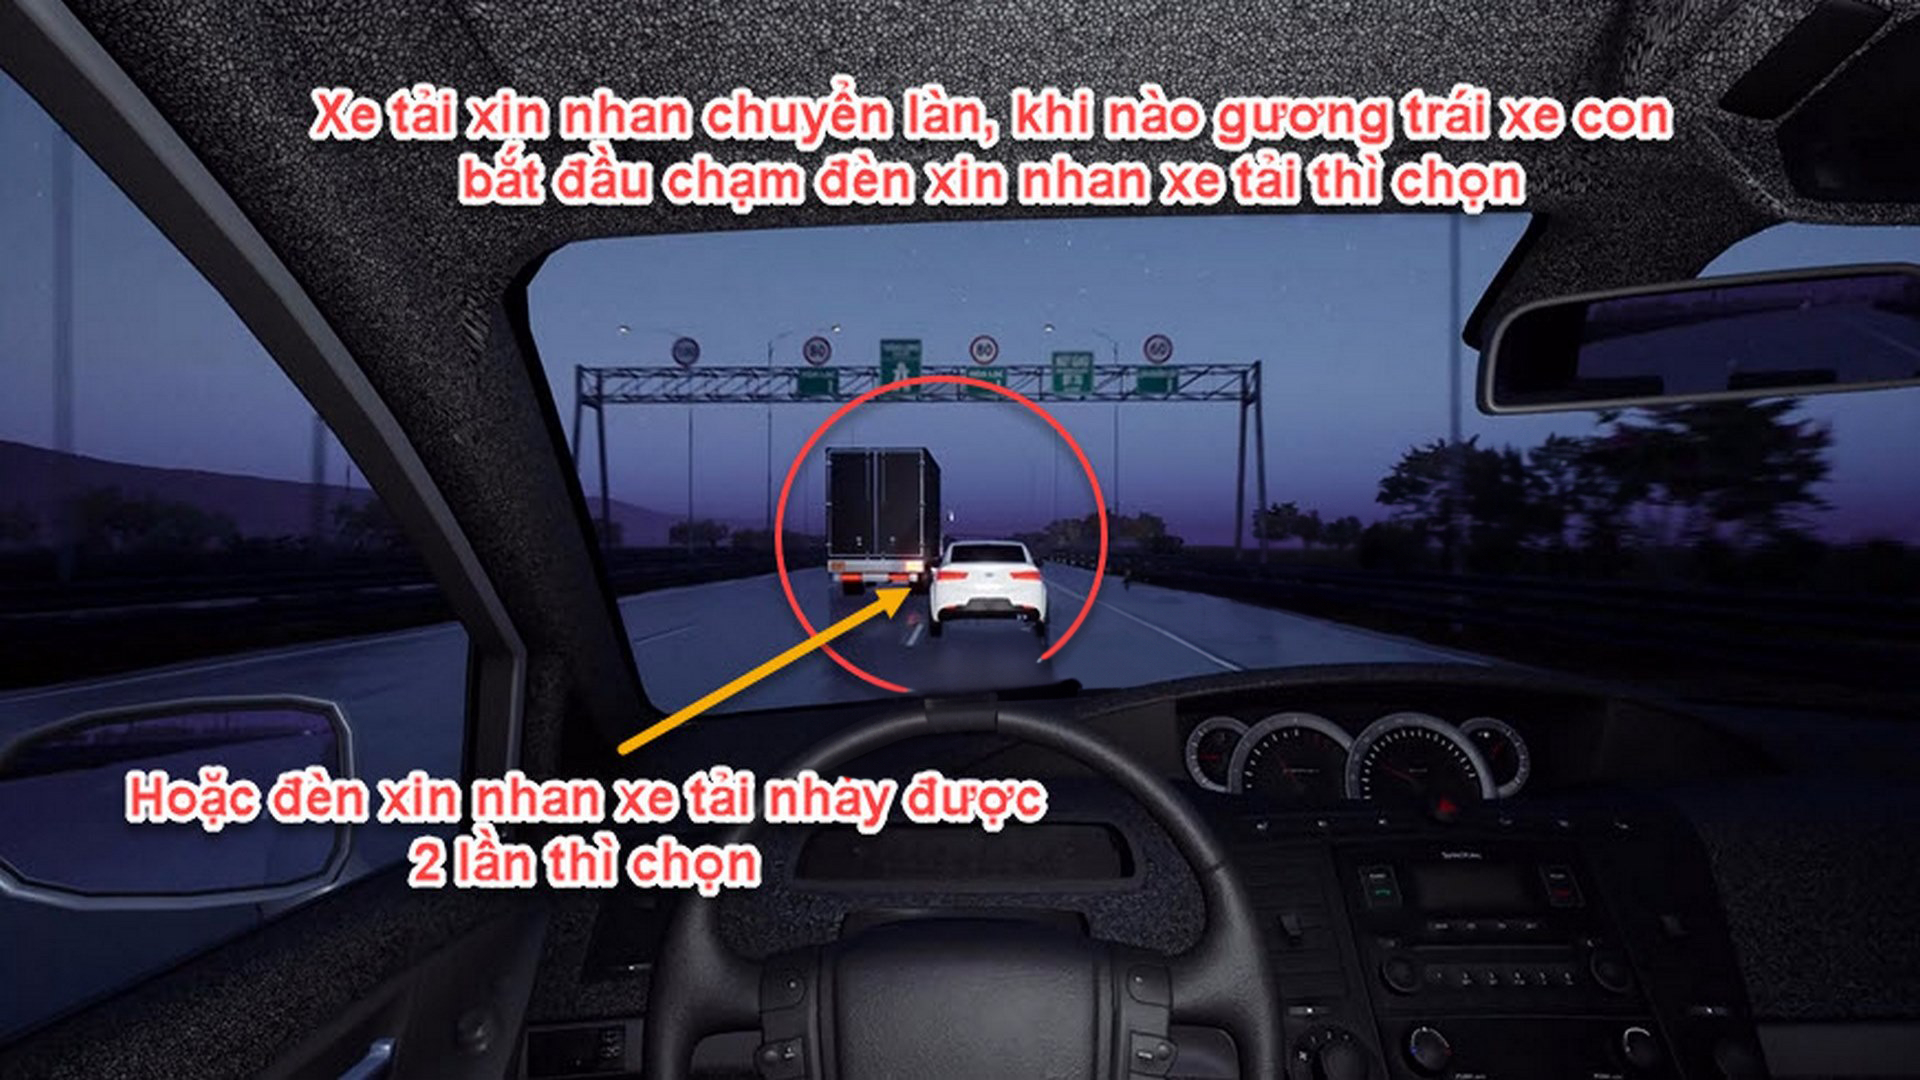 Xe tải xin nhan chuyển làn, khi nào gương trái xe con
bắt đầu chạm đèn xin nhan xe tải thì chọn
100
80
80
60
HÒA LẠC
Hoặc đèn xin nhan xe tải nháy được
2 lần thì chọn